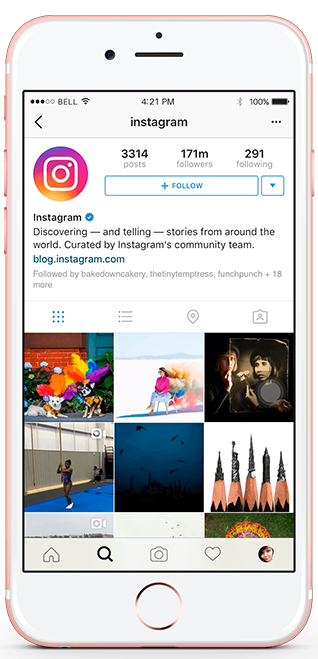 ●●●○○ BELL 4:21 PM 100%
instagram
3314 171m 291
posts followers following
+ FOLLOW
Instagram
Discovering — and telling — stories from around the
world. Curated by Instagram's community team.
blog.instagram.com
Followed by bakedowncakery, thetinytemptress, funchpunch + 18
more